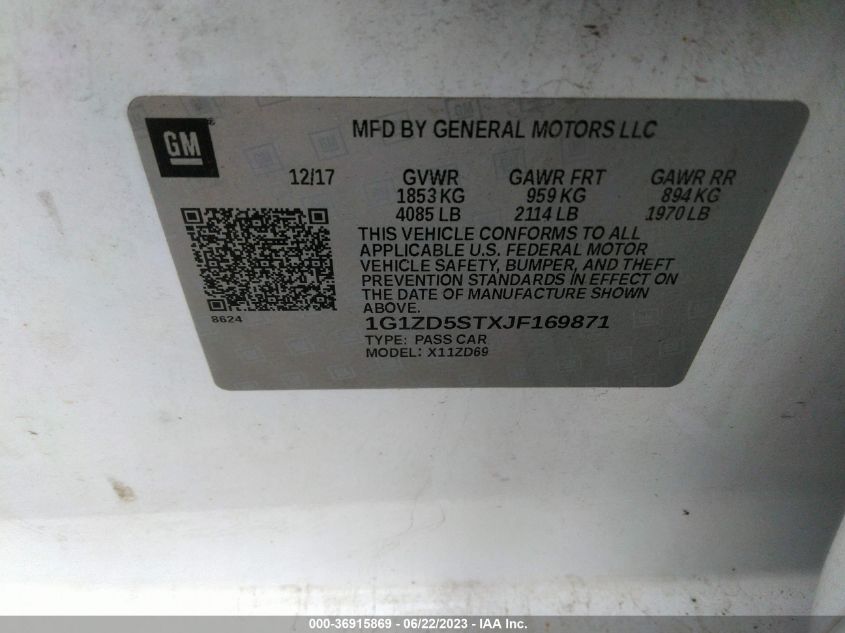 GM
MFD BY GENERAL MOTORS LLC
12/17 GVWR GAWR FRT GAWR RR
1853 KG 959 KG 894 KG
4085 LB 2114 LB 1970 LB
THIS VEHICLE CONFORMS TO ALL
APPLICABLE U.S. FEDERAL MOTOR
VEHICLE SAFETY, BUMPER, AND THEFT
PREVENTION STANDARDS IN EFFECT ON
THE DATE OF MANUFACTURE SHOWN
ABOVE.
8624
1G1ZD5STXJF169871
TYPE: PASS CAR
MODEL: X11ZD69
000-36915869 - 06/22/2023 - IAA Inc.